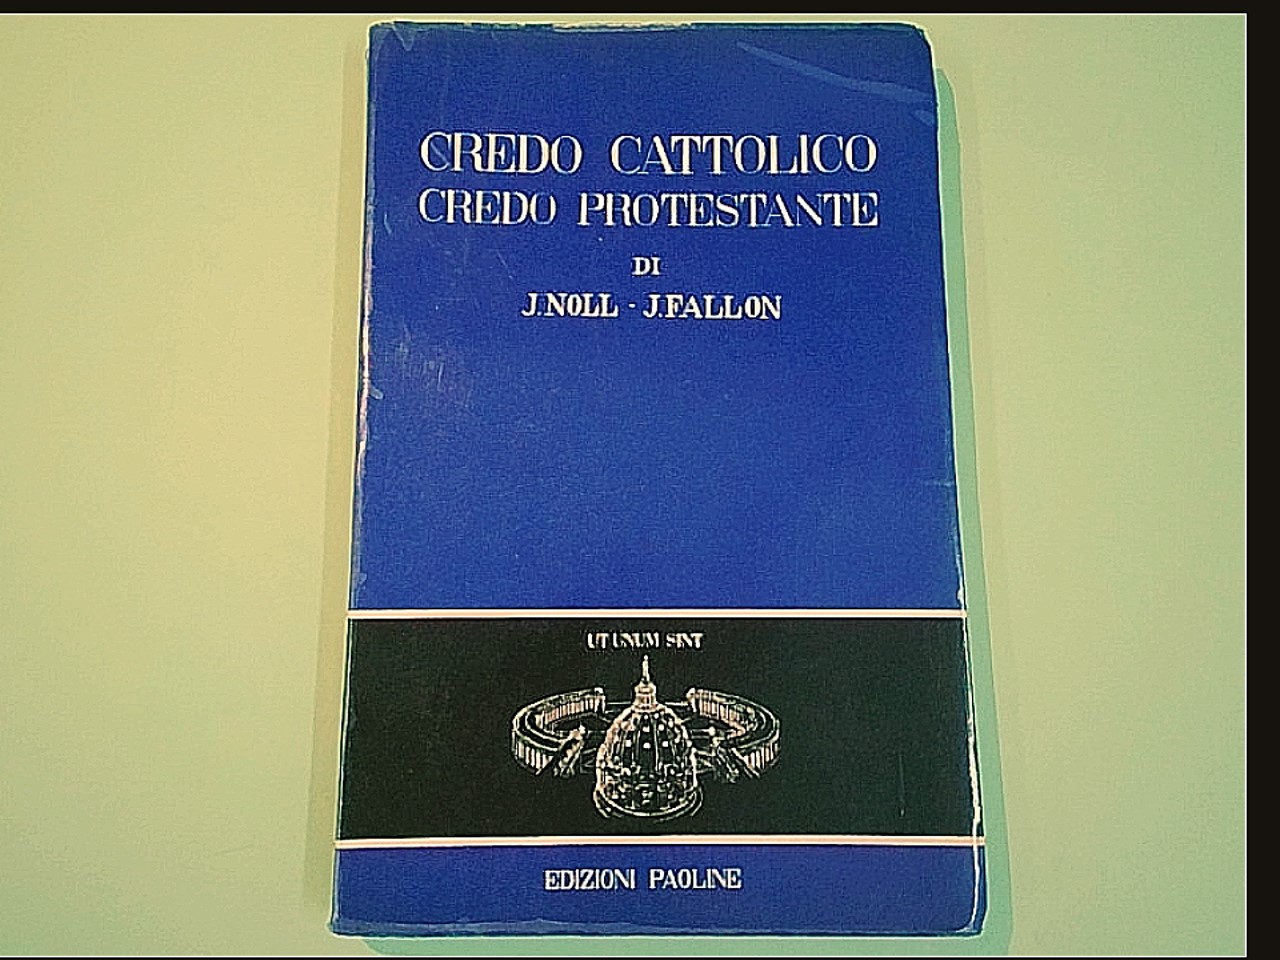 CREDO CATTOLICO
CREDO PROTESTANTE
DI
J. NOLL - J. FALLON
UT UNUM SINT
EDIZIONI PAOLINE